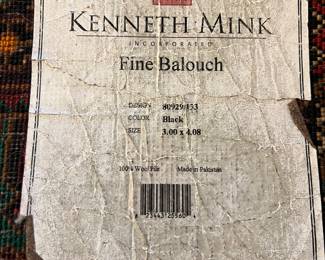 KENNETH MINK
INCORPORATED
Fine Balouch
DESIGN 80929/133
COLOR Black
SIZE 3.00 x 4.08
100% Wool Pile Made in Pakistan